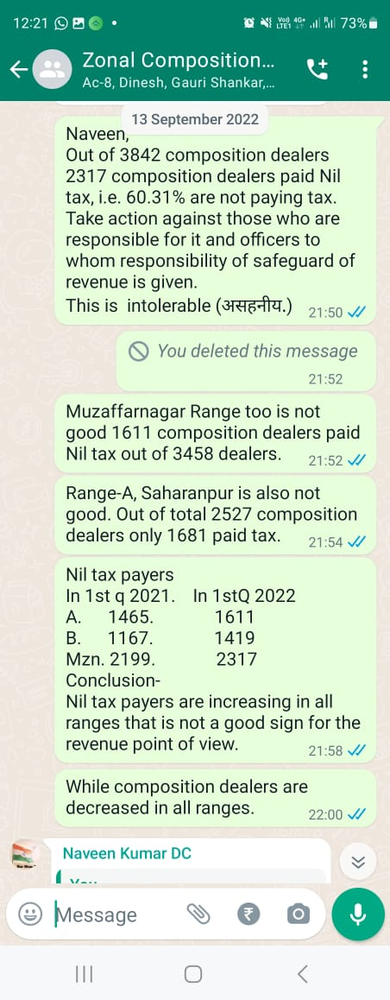 12:21
Vo)) 4G+
LTE1 R
73%
Zonal Composition...
Ac-8, Dinesh, Gauri Shankar,...
13 September 2022
Naveen,
Out of 3842 composition dealers
2317 composition dealers paid Nil
tax, i.e. 60.31% are not paying tax.
Take action against those who are
responsible for it and officers to
whom responsibility of safeguard of
revenue is given.
This is  intolerable (असहनीय.)
21:50
You deleted this message
21:52
Muzaffarnagar Range too is not
good 1611 composition dealers paid
Nil tax out of 3458 dealers.
21:52
Range-A, Saharanpur is also not
good. Out of total 2527 composition
dealers only 1681 paid tax.
21:54
Nil tax payers
In 1st q 2021.   In 1stQ 2022
A.     1465.            1611
B.     1167.            1419
Mzn. 2199.            2317
Conclusion-
Nil tax payers are increasing in all
ranges that is not a good sign for the
revenue point of view.
21:58
While composition dealers are
decreased in all ranges.
22:00
Naveen Kumar DC
You
Message
₹